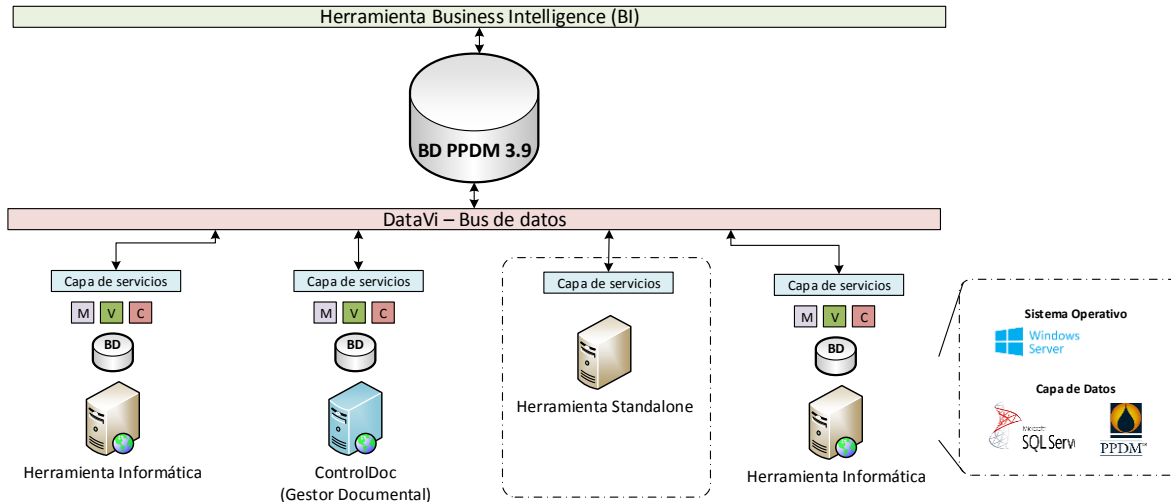 Herramienta Business Intelligence (BI)
BD PPDM 3.9
DataVi – Bus de datos
Capa de servicios
Capa de servicios
Capa de servicios
Capa de servicios
M V C
M V C
M V C
BD
BD
BD
Herramienta Informática
ControlDoc
(Gestor Documental)
Herramienta Standalone
Herramienta Informática
Sistema Operativo
Windows
Server
Capa de Datos
Microsoft
SQL Serv
PPDM